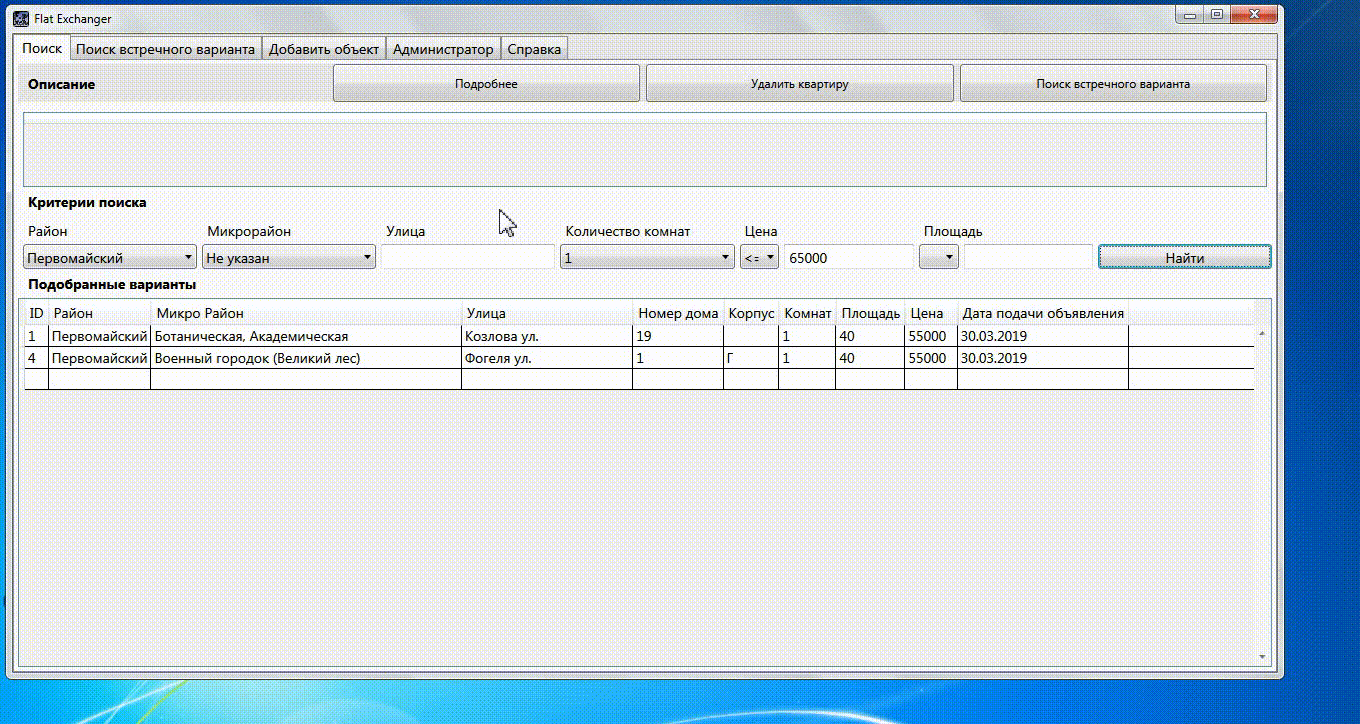 Flat Exchanger
Поиск Поиск встречного варианта Добавить объект Администратор Справка
Описание Подробнее Удалить квартиру Поиск встречного варианта
Критерии поиска
Район Микрорайон Улица Количество комнат Цена Площадь
Первомайский Не указан 1 <= 65000 Найти
Подобранные варианты
ID Район Микро Район Улица Номер дома Корпус Комнат Площадь Цена Дата подачи объявления
1 Первомайский Ботаническая, Академическая Козлова ул. 19 1 40 55000 30.03.2019
4 Первомайский Военный городок (Великий лес) Фогеля ул. 1 Г 1 40 55000 30.03.2019